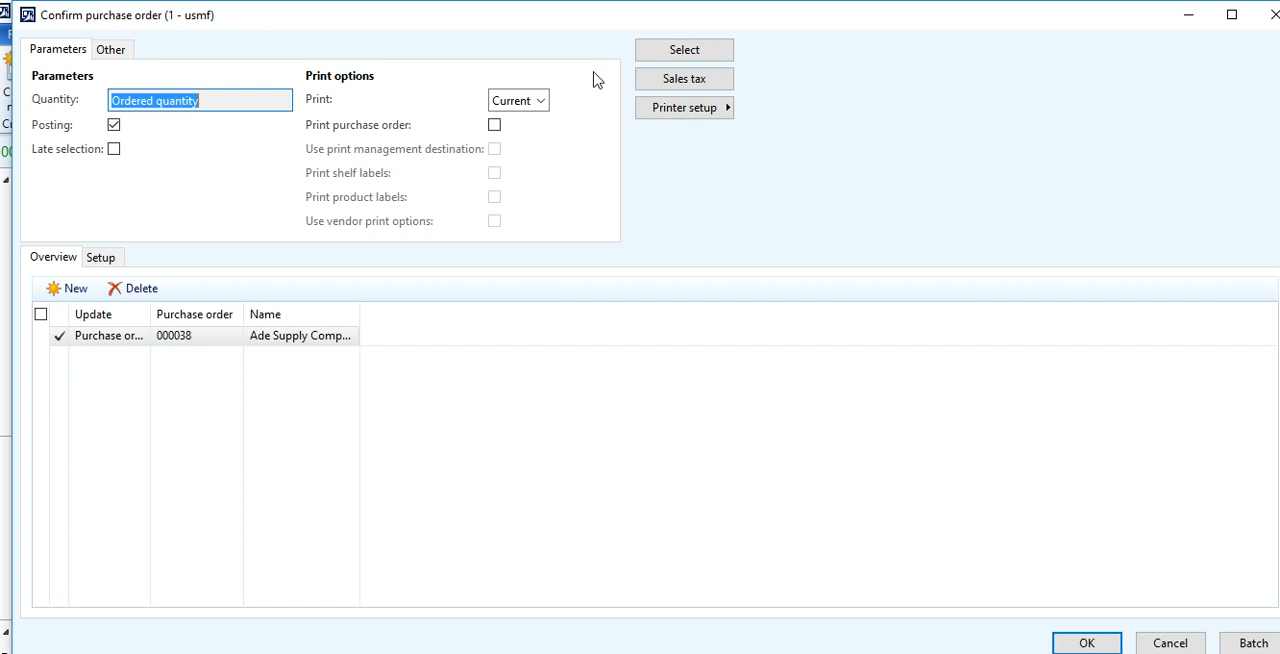 Confirm purchase order (1 - usmf)
Parameters Other
Parameters
Quantity: Ordered quantity
Posting:
Late selection:
Print options
Print: Current
Print purchase order:
Use print management destination:
Print shelf labels:
Print product labels:
Use vendor print options:
Select
Sales tax
Printer setup
Overview Setup
New Delete
Update Purchase order Name
Purchase or... 000038 Ade Supply Comp...
OK Cancel Batch